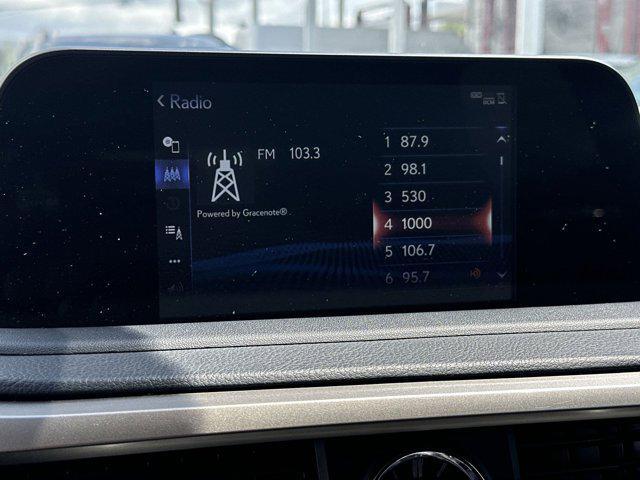 Radio
DCM
FM 103.3
Powered by Gracenote®
1 87.9
2 98.1
3 530
4 1000
5 106.7
6 95.7